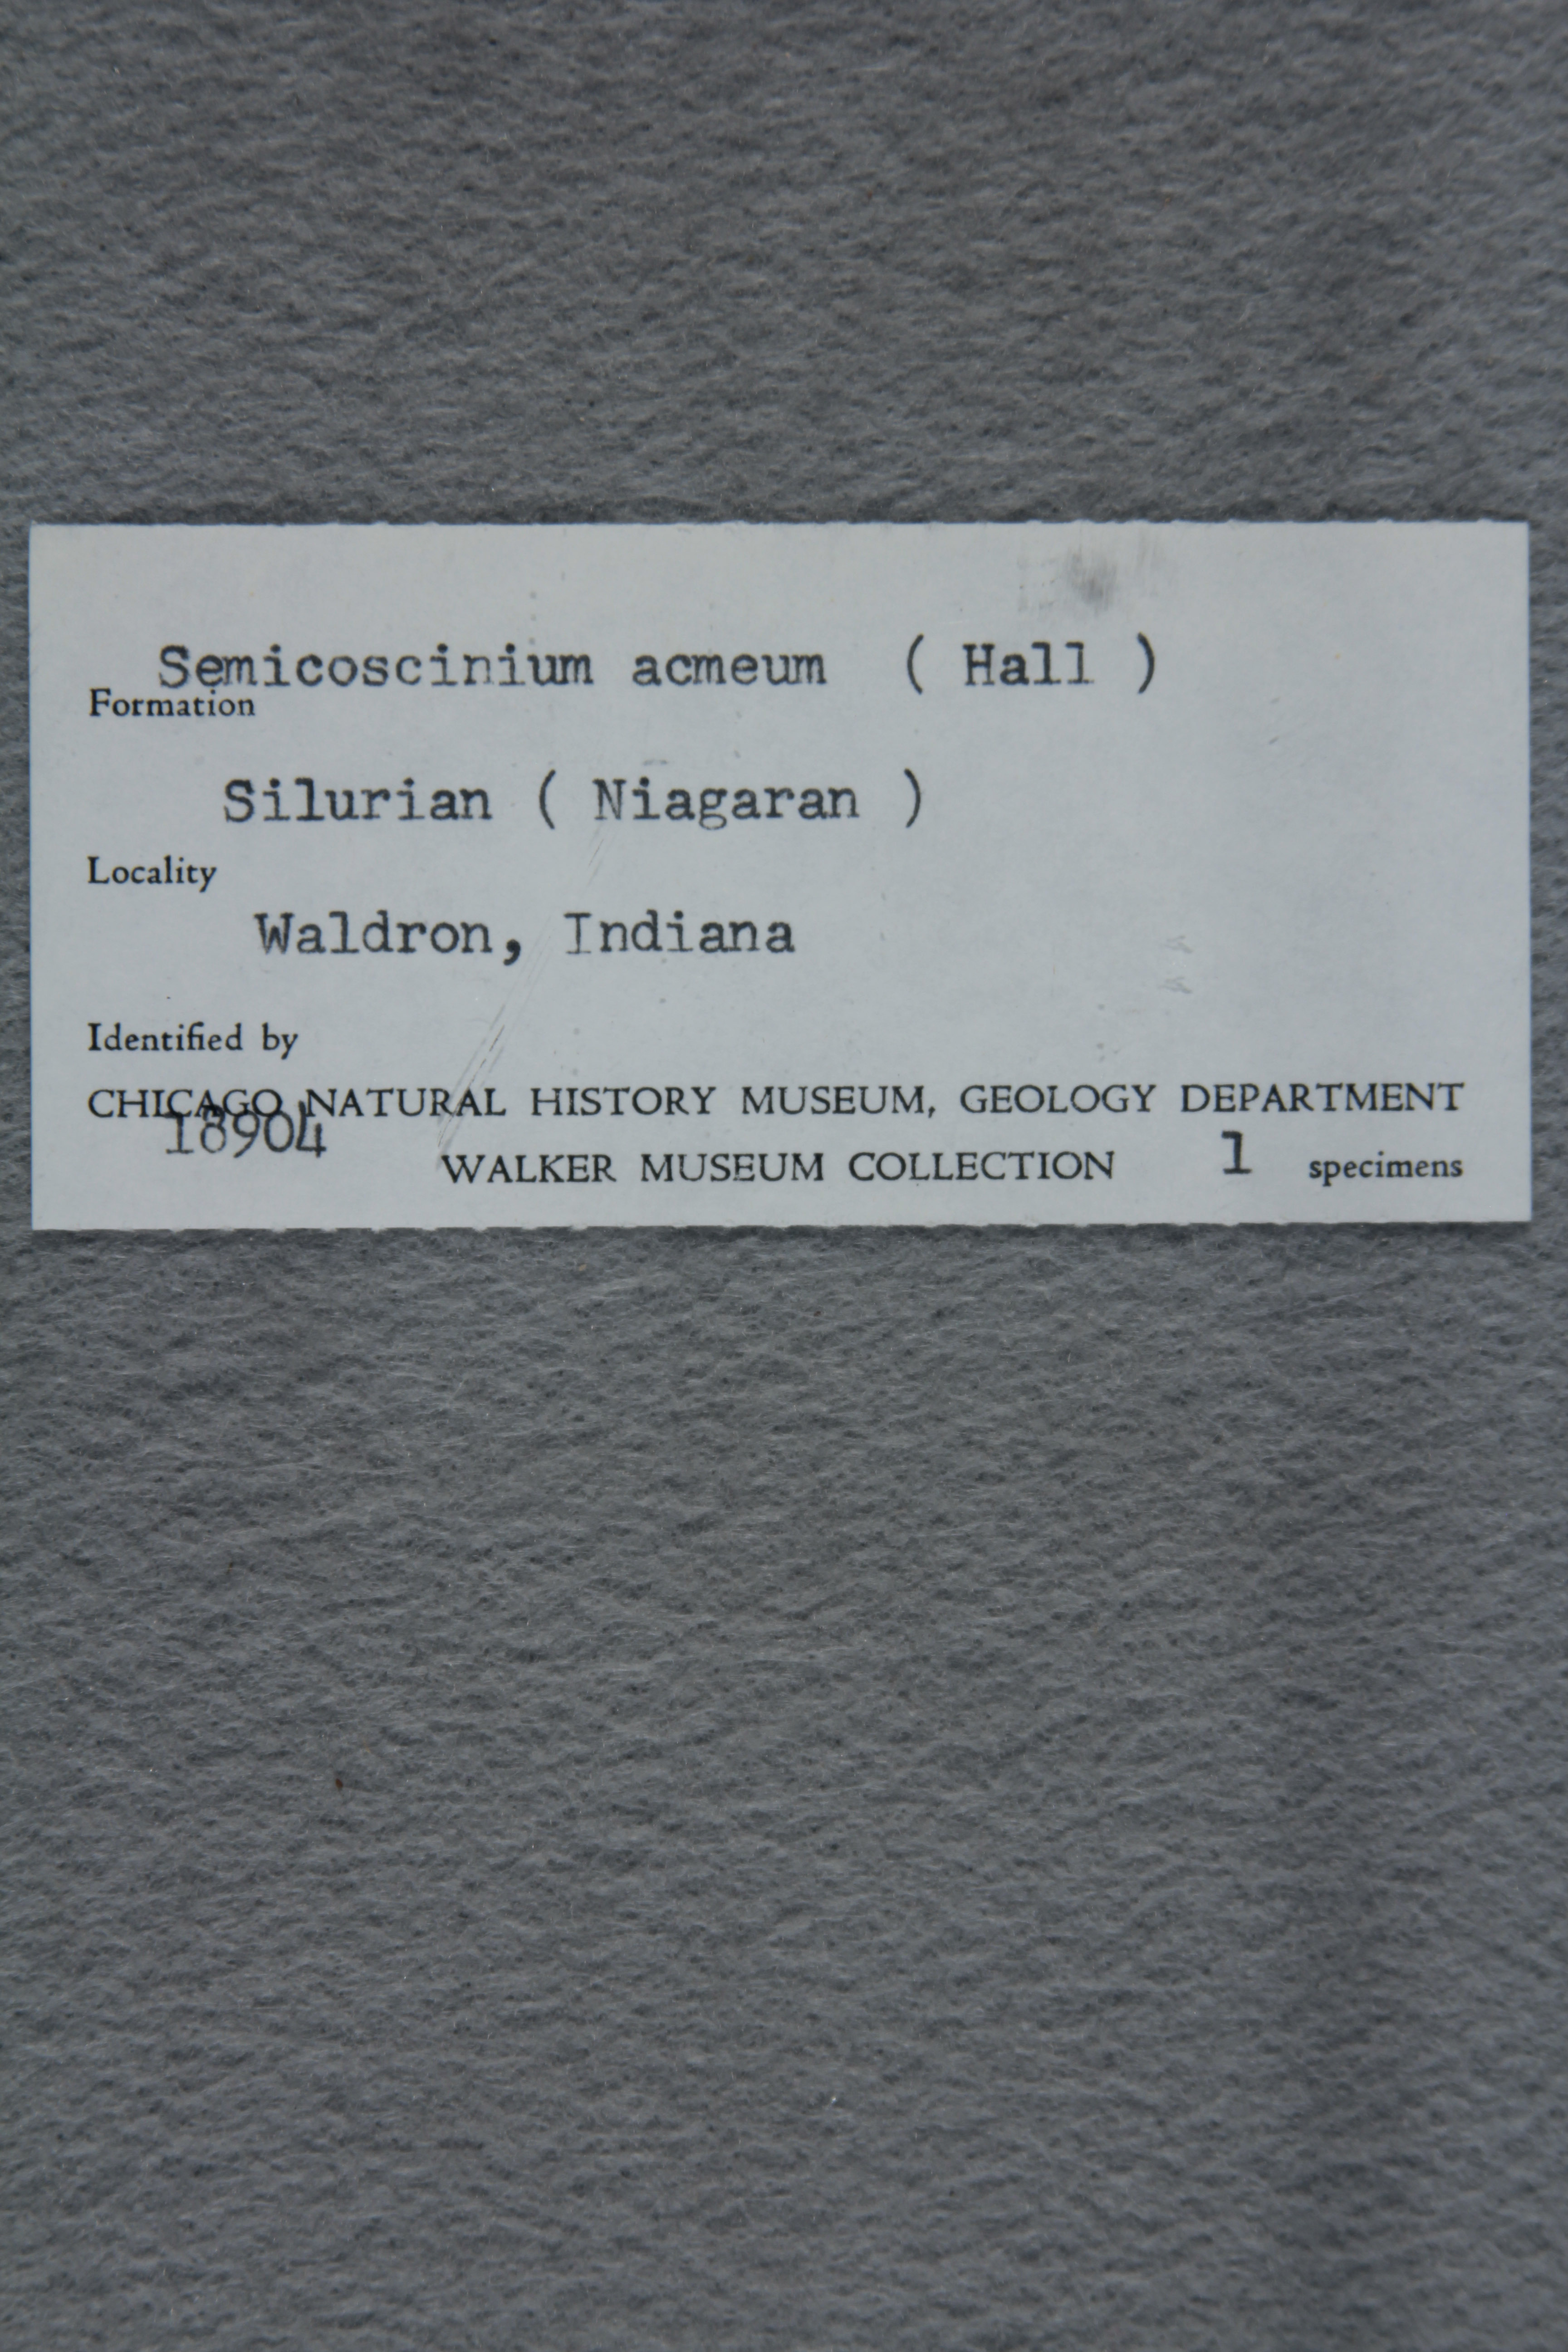 Semicoscinium acmeum ( Hall )
Formation
Silurian ( Niagaran )
Locality
Waldron, Indiana
Identified by
CHICAGO NATURAL HISTORY MUSEUM, GEOLOGY DEPARTMENT
18904
WALKER MUSEUM COLLECTION 1 specimens